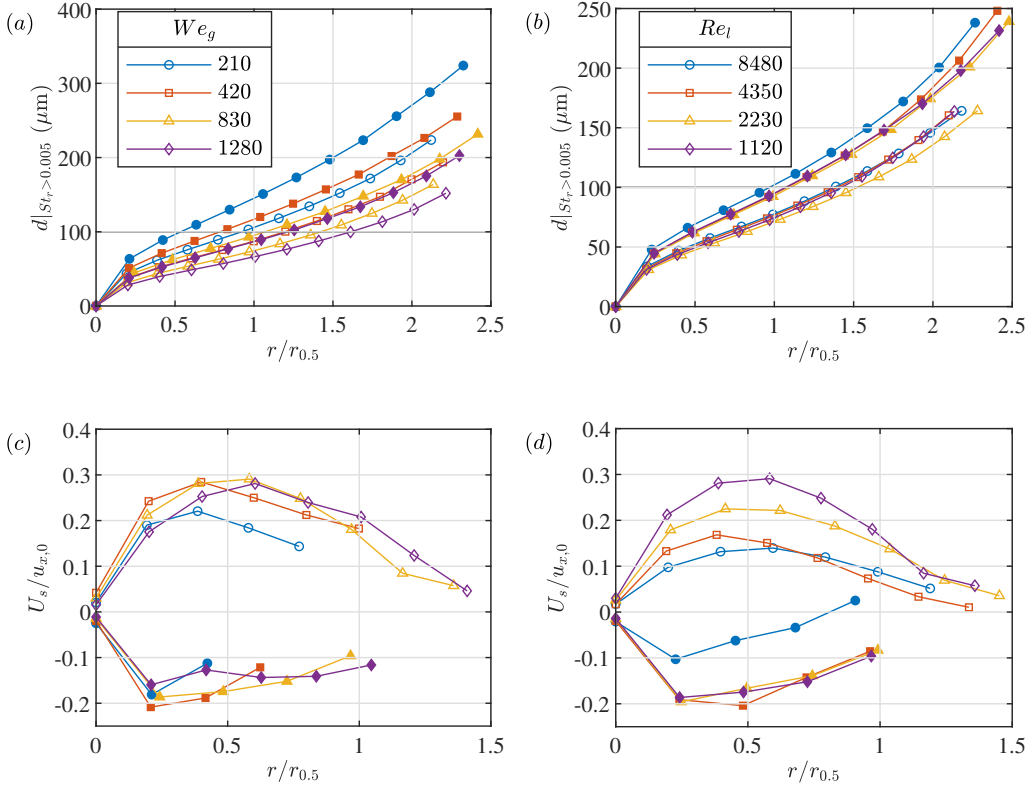 (a)
400
300
200
100
0
d|St_r>0.005 (μm)
We_g
210
420
830
1280
0 0.5 1 1.5 2 2.5
r/r_0.5
(b)
250
200
150
100
50
0
d|St_r>0.005 (μm)
Re_l
8480
4350
2230
1120
0 0.5 1 1.5 2 2.5
r/r_0.5
(c)
0.4
0.3
0.2
0.1
0
-0.1
-0.2
U_s/u_x,0
0 0.5 1 1.5
r/r_0.5
(d)
0.4
0.3
0.2
0.1
0
-0.1
-0.2
U_s/u_x,0
0 0.5 1 1.5
r/r_0.5